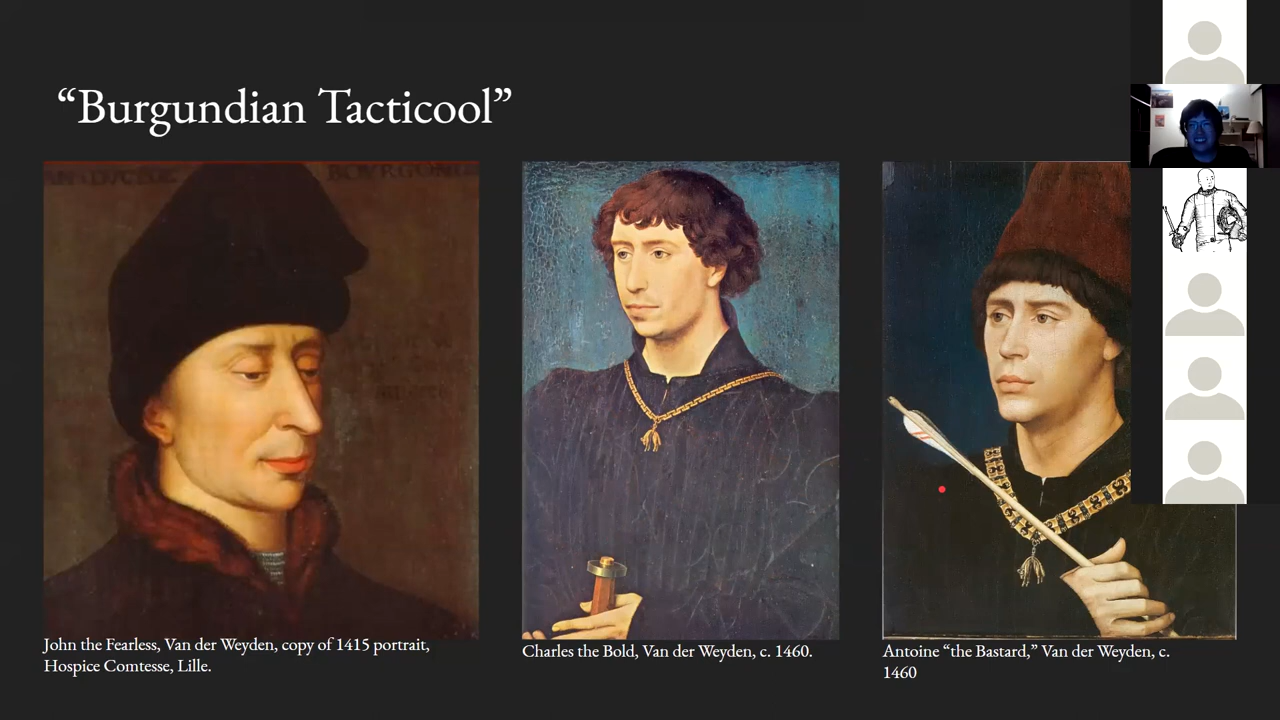 “Burgundian Tacticool”
John the Fearless, Van der Weyden, copy of 1415 portrait,
Hospice Comtesse, Lille.
Charles the Bold, Van der Weyden, c. 1460.
Antoine “the Bastard,” Van der Weyden, c.
1460